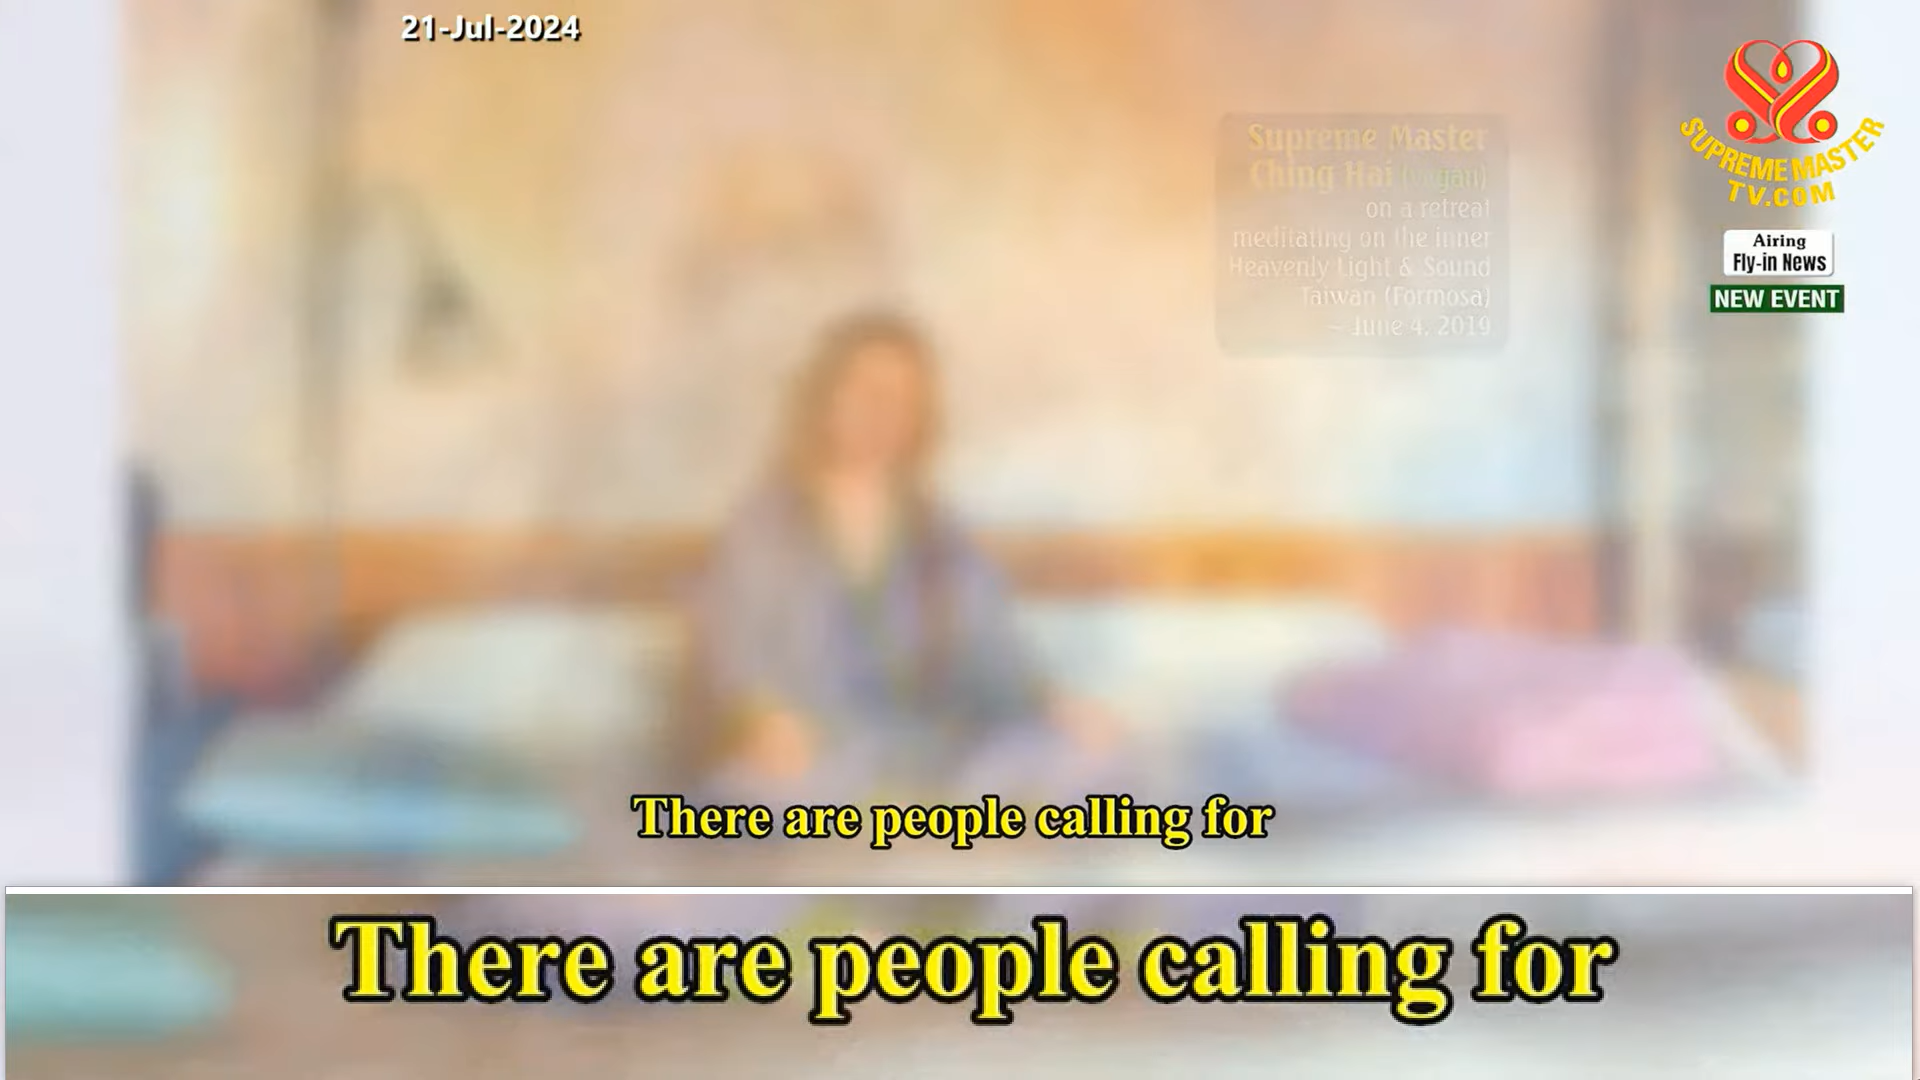 21-Jul-2024
Supreme Master
Ching Hai (vegan)
on a retreat
meditating on the inner
Heavenly Light & Sound
Taiwan (Formosa)
~ June 4, 2019
SUPREME MASTER
TV.COM
Airing
Fly-in News
NEW EVENT
There are people calling for
There are people calling for